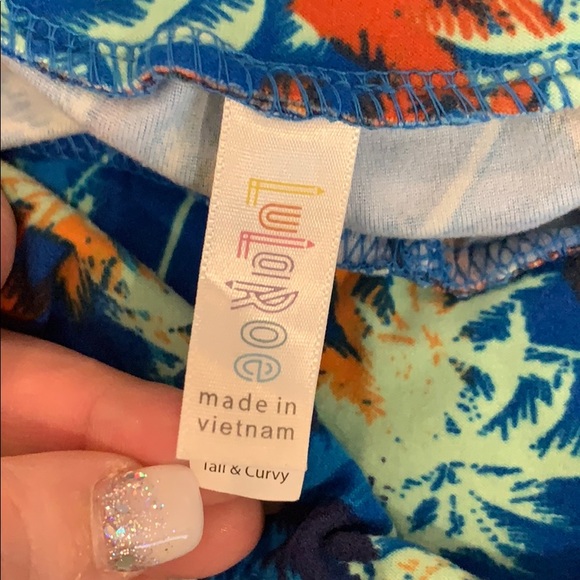 LuLaRoe
made in
vietnam
Tall & Curvy